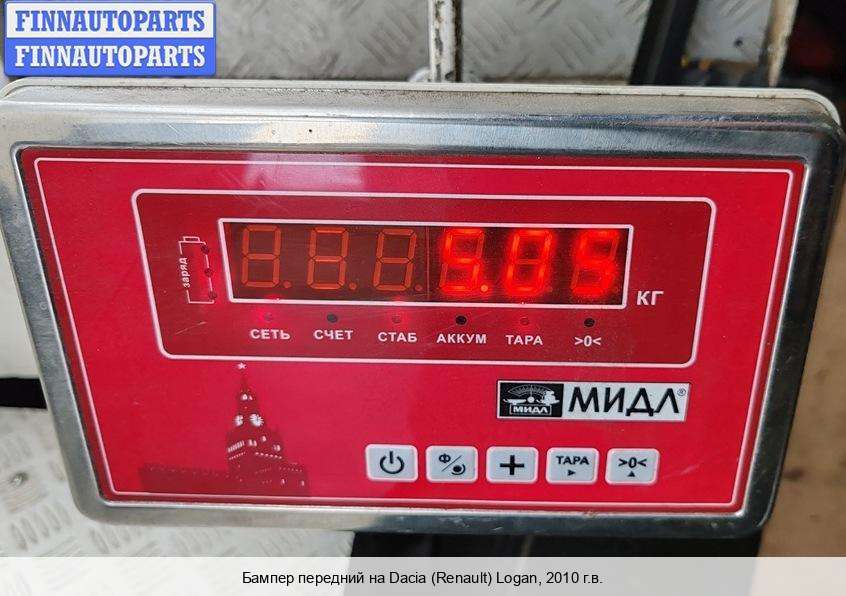 FINNAUTOPARTS
FINNAUTOPARTS
заряд
5.05
КГ
СЕТЬ СЧЕТ СТАБ АККУМ ТАРА >0<
МИДЛ МИДЛ®
Ф ТАРА >0<
Бампер передний на Dacia (Renault) Logan, 2010 г.в.